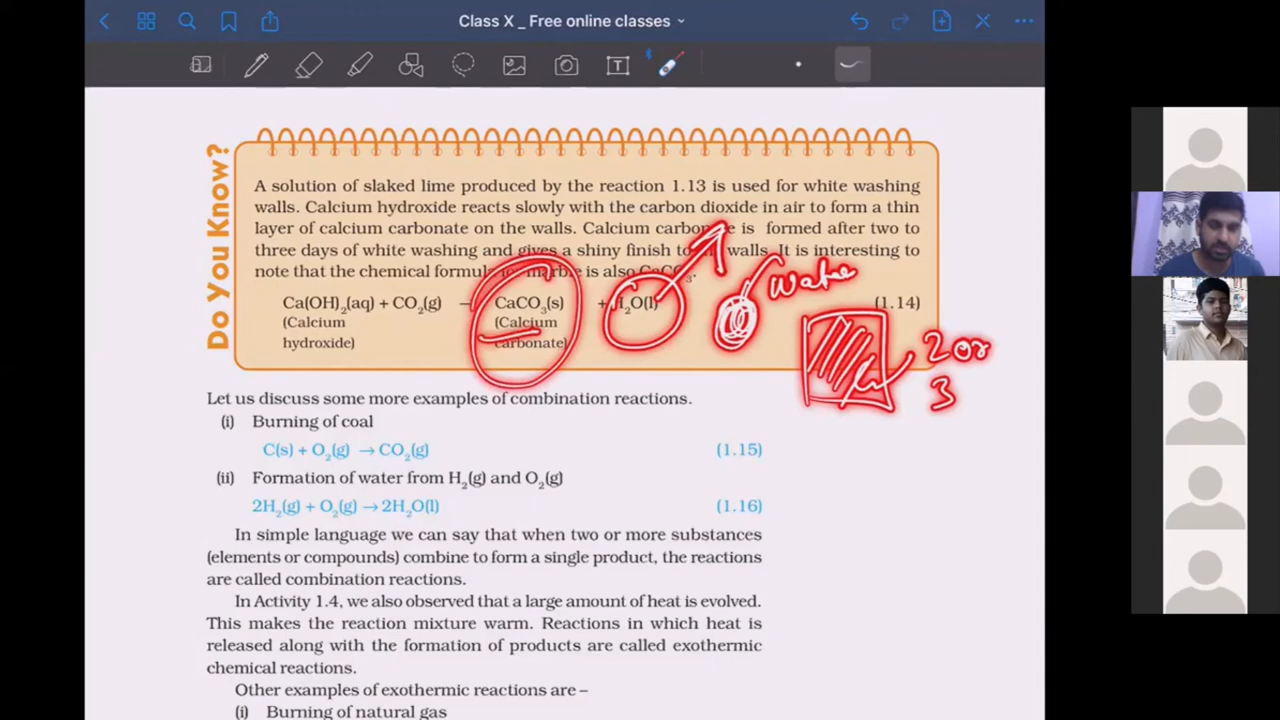 Class X _ Free online classes
Do You Know?
A solution of slaked lime produced by the reaction 1.13 is used for white washing
walls. Calcium hydroxide reacts slowly with the carbon dioxide in air to form a thin
layer of calcium carbonate on the walls. Calcium carbonate is formed after two to
three days of white washing and gives a shiny finish to the walls. It is interesting to
note that the chemical formula for marble is also CaCO₃.
Ca(OH)₂(aq) + CO₂(g) → CaCO₃(s) + H₂O(l) (1.14)
(Calcium (Calcium
hydroxide) carbonate)
Water
2 or
3
Let us discuss some more examples of combination reactions.
(i) Burning of coal
C(s) + O₂(g) → CO₂(g) (1.15)
(ii) Formation of water from H₂(g) and O₂(g)
2H₂(g) + O₂(g) → 2H₂O(l) (1.16)
In simple language we can say that when two or more substances
(elements or compounds) combine to form a single product, the reactions
are called combination reactions.
In Activity 1.4, we also observed that a large amount of heat is evolved.
This makes the reaction mixture warm. Reactions in which heat is
released along with the formation of products are called exothermic
chemical reactions.
Other examples of exothermic reactions are –
(i) Burning of natural gas